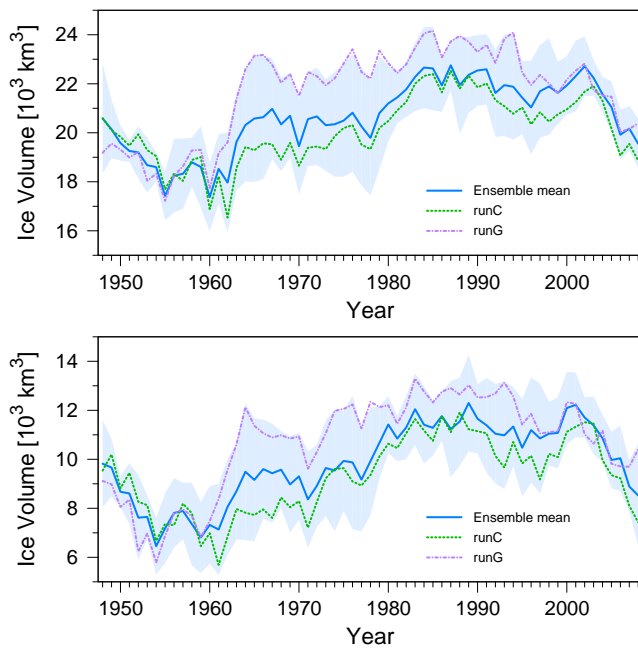 Ice Volume [10³ km³]
24
22
20
18
16
Ensemble mean
runC
runG
1950 1960 1970 1980 1990 2000
Year
Ice Volume [10³ km³]
14
12
10
8
6
Ensemble mean
runC
runG
1950 1960 1970 1980 1990 2000
Year